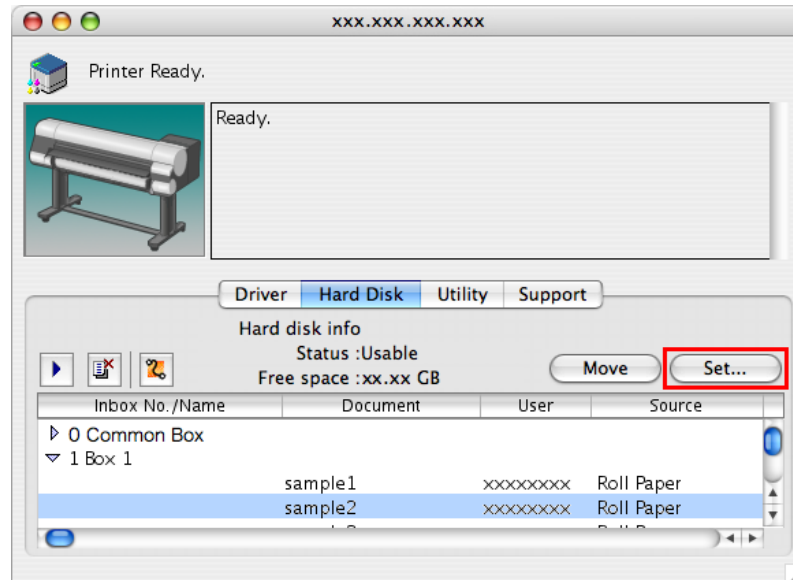 xxx.xxx.xxx.xxx
Printer Ready.
Ready.
Driver Hard Disk Utility Support
Hard disk info
Status :Usable
Free space :xx.xx GB
Move Set...
Inbox No./Name Document User Source
0 Common Box
1 Box 1
sample1 xxxxxxxx Roll Paper
sample2 xxxxxxxx Roll Paper